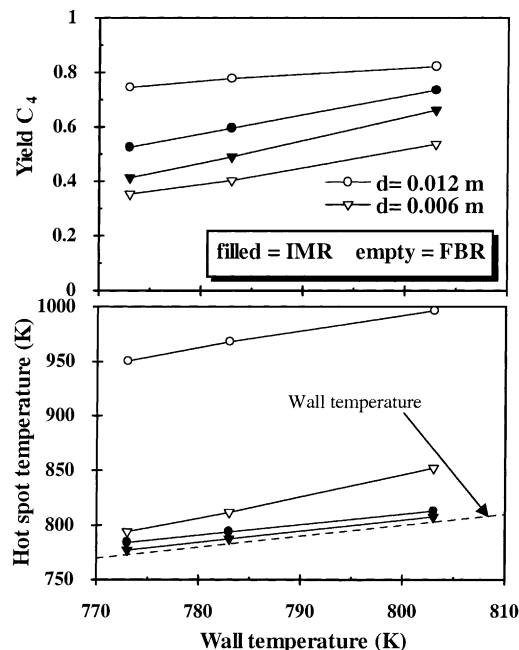 1
0.8
0.6
0.4
0.2
0
Yield C4
d= 0.012 m
d= 0.006 m
filled = IMR empty = FBR
1000
950
900
850
800
750
Hot spot temperature (K)
Wall temperature
770 780 790 800 810
Wall temperature (K)